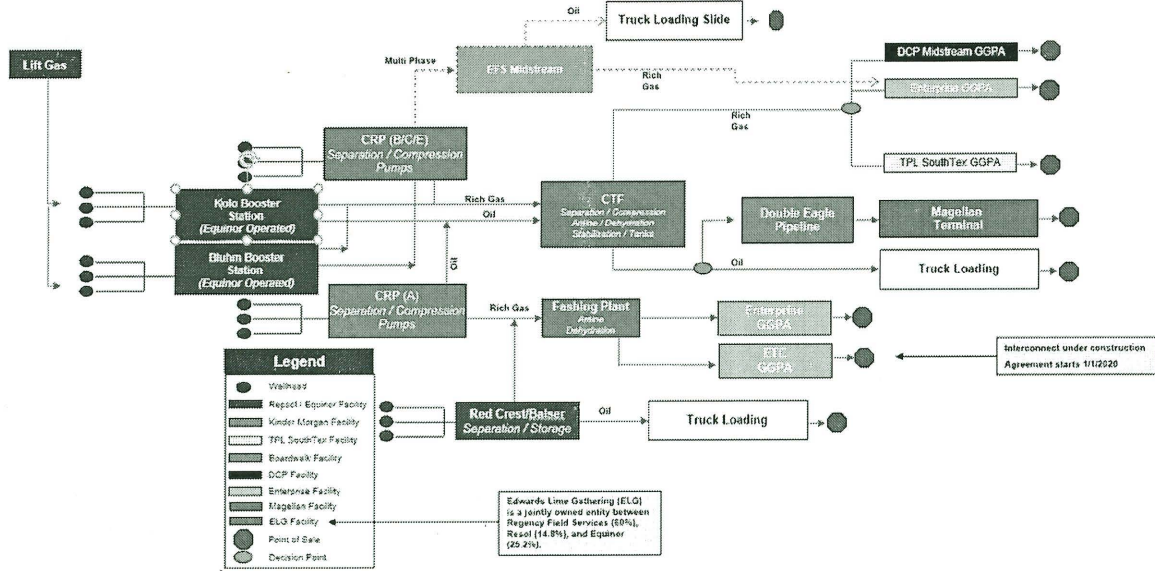 Lift Gas
Multi Phase
EFS Midstream
Oil
Truck Loading Slide
Rich
Gas
DCP Midstream GGPA
Enterprise GGPA
TPL SouthTex GGPA
Rich
Gas
CRP (B/C/E)
Separation / Compression
Pumps
Kolo Booster
Station
(Equinor Operated)
Bluhm Booster
Station
(Equinor Operated)
Rich Gas
Oil
Oil
CTF
Separation / Compression
Amine / Dehydration
Stabilization / Tanks
Double Eagle
Pipeline
Magellan
Terminal
Oil
Truck Loading
CRP (A)
Separation / Compression
Pumps
Rich Gas
Fashing Plant
Amine
Dehydration
Enterprise
GGPA
ETC
GGPA
Interconnect under construction
Agreement starts 1/1/2020
Red Crest/Balser
Separation / Storage
Oil
Truck Loading
Legend
Wellhead
Repsol / Equinor Facility
Kinder Morgan Facility
TPL SouthTex Facility
Boardwalk Facility
DCP Facility
Enterprise Facility
Magellan Facility
ELG Facility
Point of Sale
Decision Point
Edwards Lime Gathering (ELG)
is a jointly owned entity between
Regency Field Services (60%),
Resol (14.8%), and Equinor
(25.2%).